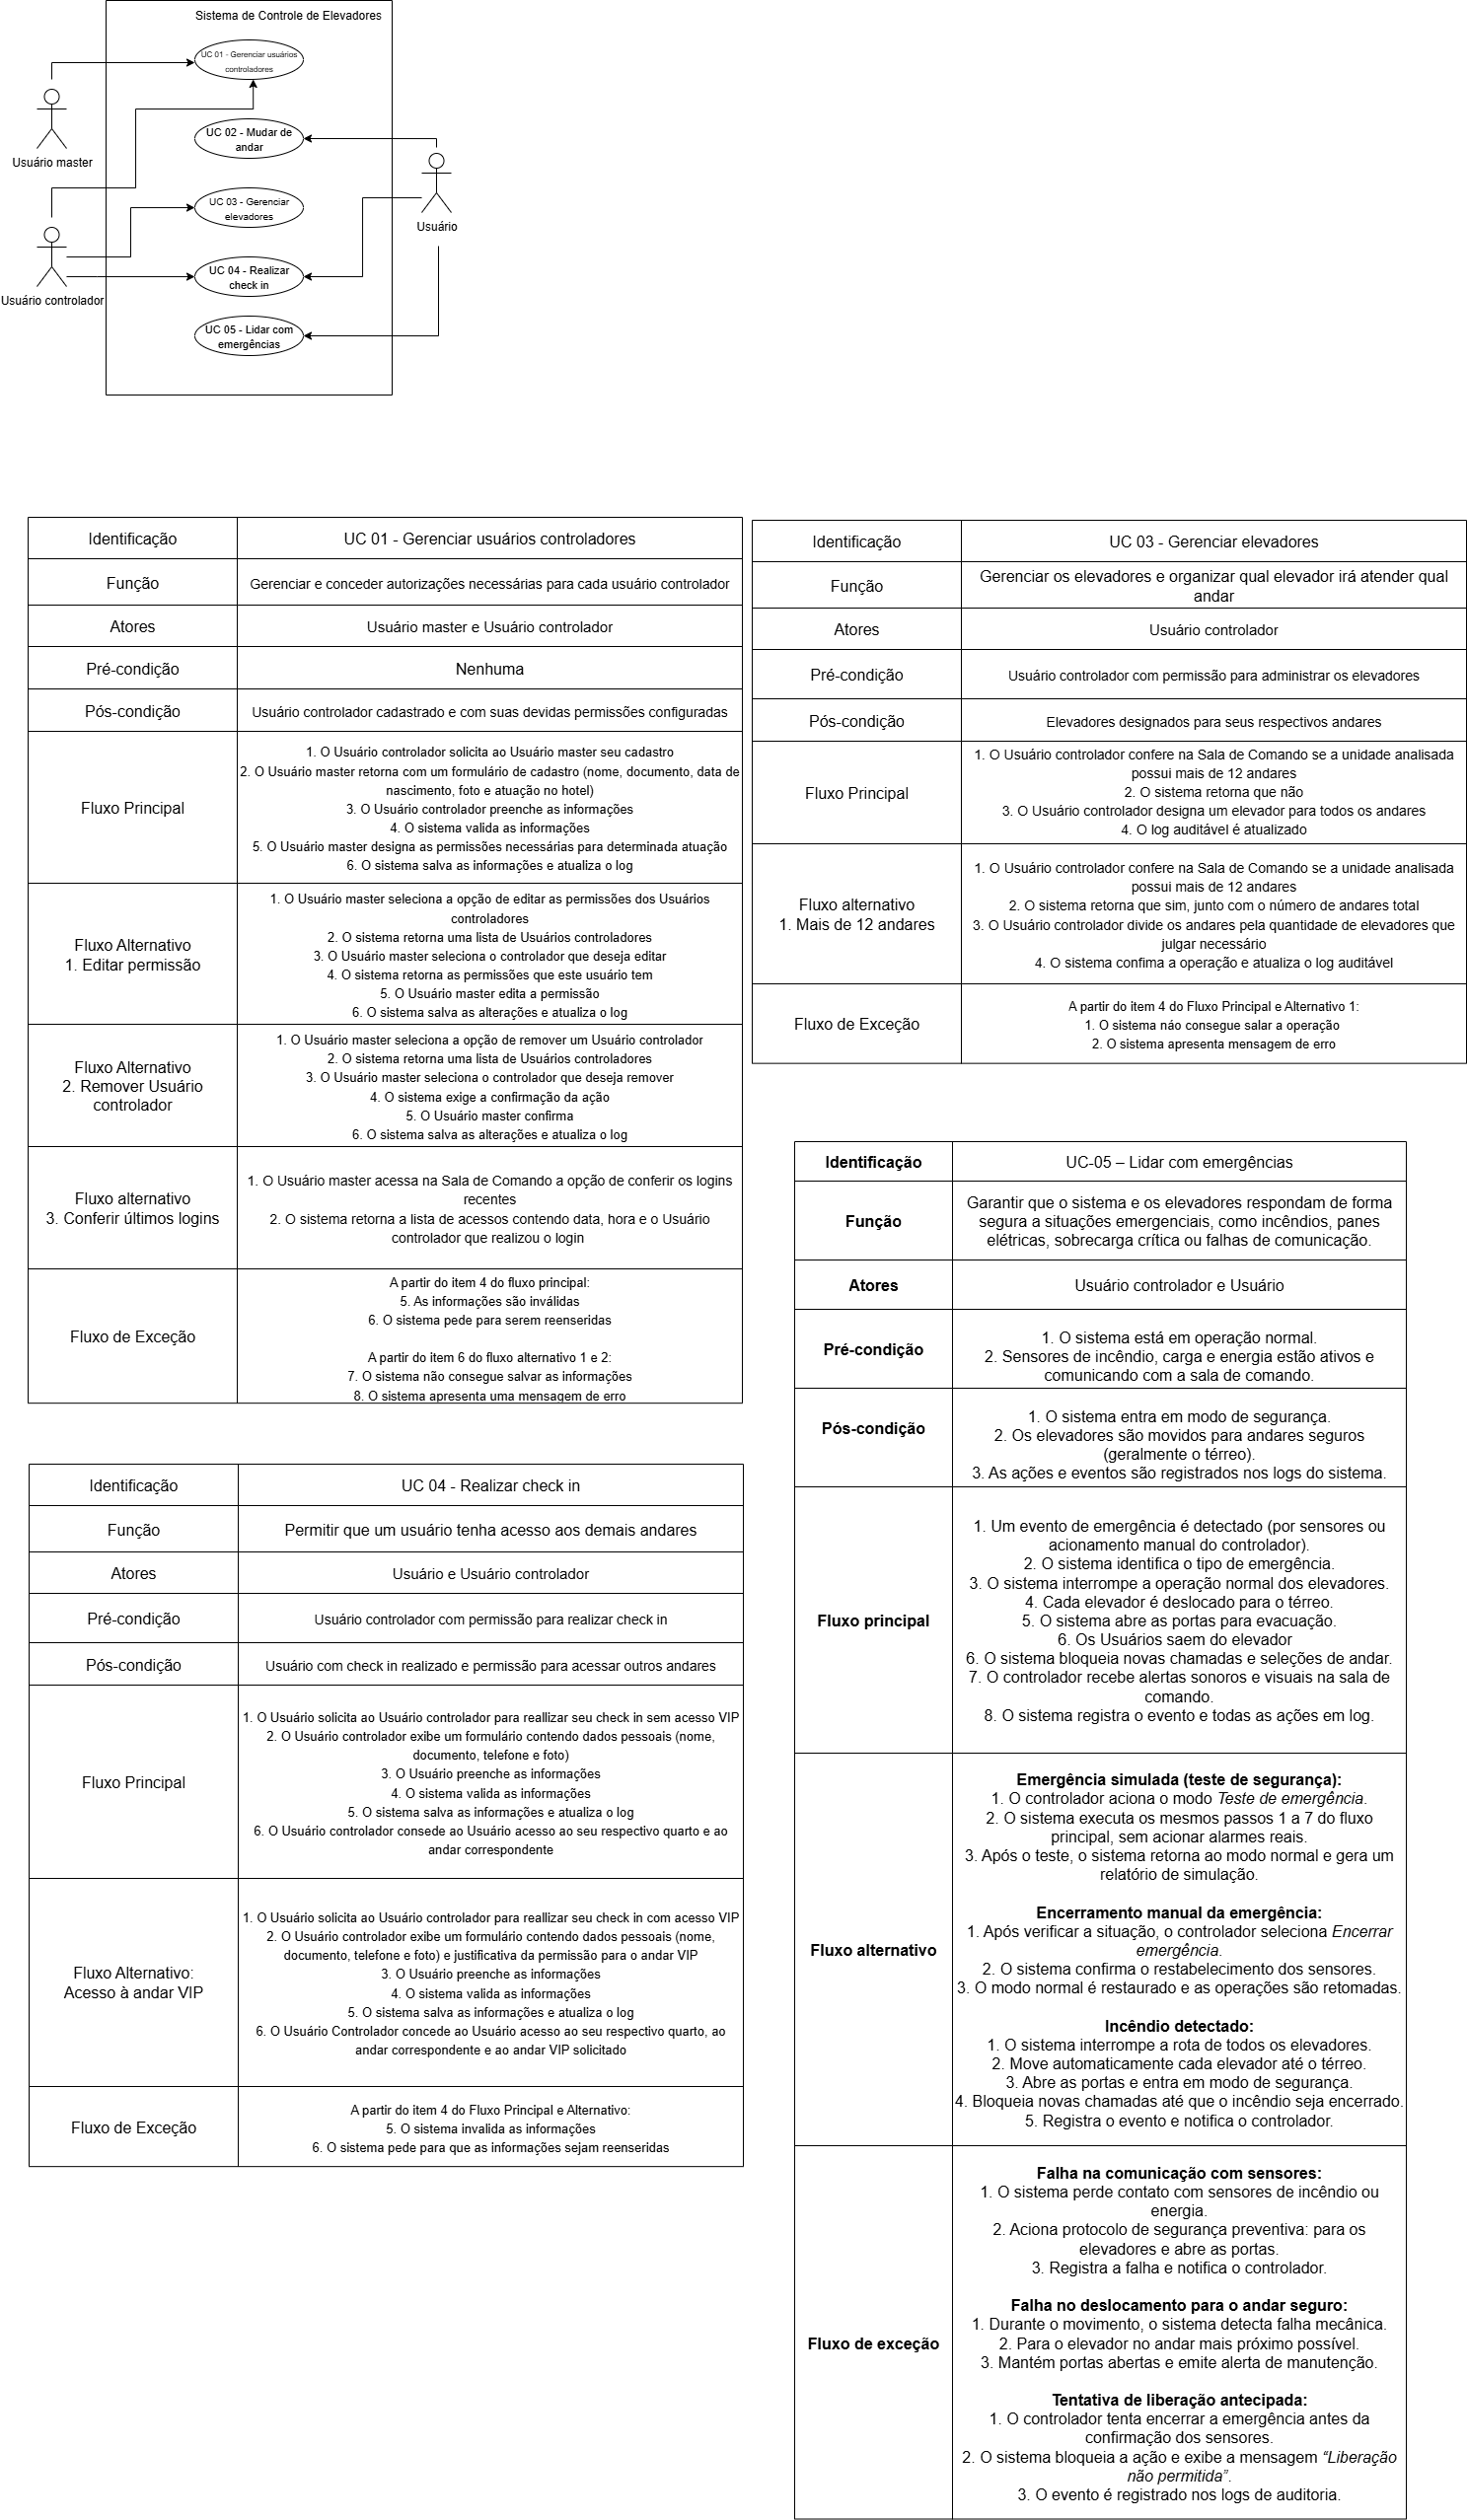 Sistema de Controle de Elevadores
UC 01 - Gerenciar usuários
controladores
UC 02 - Mudar de
andar
Usuário master
UC 03 - Gerenciar
elevadores
Usuário
UC 04 - Realizar
check in
Usuário controlador
UC 05 - Lidar com
emergências
Identificação
UC 01 - Gerenciar usuários controladores
Função
Gerenciar e conceder autorizações necessárias para cada usuário controlador
Atores
Usuário master e Usuário controlador
Pré-condição
Nenhuma
Pós-condição
Usuário controlador cadastrado e com suas devidas permissões configuradas
Fluxo Principal
1. O Usuário controlador solicita ao Usuário master seu cadastro
2. O Usuário master retorna com um formulário de cadastro (nome, documento, data de
nascimento, foto e atuação no hotel)
3. O Usuário controlador preenche as informações
4. O sistema valida as informações
5. O Usuário master designa as permissões necessárias para determinada atuação
6. O sistema salva as informações e atualiza o log
Fluxo Alternativo
1. Editar permissão
1. O Usuário master seleciona a opção de editar as permissões dos Usuários
controladores
2. O sistema retorna uma lista de Usuários controladores
3. O Usuário master seleciona o controlador que deseja editar
4. O sistema retorna as permissões que este usuário tem
5. O Usuário master edita a permissão
6. O sistema salva as alterações e atualiza o log
Fluxo Alternativo
2. Remover Usuário
controlador
1. O Usuário master seleciona a opção de remover um Usuário controlador
2. O sistema retorna uma lista de Usuários controladores
3. O Usuário master seleciona o controlador que deseja remover
4. O sistema exige a confirmação da ação
5. O Usuário master confirma
6. O sistema salva as alterações e atualiza o log
Fluxo alternativo
3. Conferir últimos logins
1. O Usuário master acessa na Sala de Comando a opção de conferir os logins
recentes
2. O sistema retorna a lista de acessos contendo data, hora e o Usuário
controlador que realizou o login
Fluxo de Exceção
A partir do item 4 do fluxo principal:
5. As informações são inválidas
6. O sistema pede para serem reenseridas
A partir do item 6 do fluxo alternativo 1 e 2:
7. O sistema não consegue salvar as informações
8. O sistema apresenta uma mensagem de erro
Identificação
UC 03 - Gerenciar elevadores
Função
Gerenciar os elevadores e organizar qual elevador irá atender qual
andar
Atores
Usuário controlador
Pré-condição
Usuário controlador com permissão para administrar os elevadores
Pós-condição
Elevadores designados para seus respectivos andares
Fluxo Principal
1. O Usuário controlador confere na Sala de Comando se a unidade analisada
possui mais de 12 andares
2. O sistema retorna que não
3. O Usuário controlador designa um elevador para todos os andares
4. O log auditável é atualizado
Fluxo alternativo
1. Mais de 12 andares
1. O Usuário controlador confere na Sala de Comando se a unidade analisada
possui mais de 12 andares
2. O sistema retorna que sim, junto com o número de andares total
3. O Usuário controlador divide os andares pela quantidade de elevadores que
julgar necessário
4. O sistema confima a operação e atualiza o log auditável
Fluxo de Exceção
A partir do item 4 do Fluxo Principal e Alternativo 1:
1. O sistema náo consegue salar a operação
2. O sistema apresenta mensagem de erro
Identificação
UC 04 - Realizar check in
Função
Permitir que um usuário tenha acesso aos demais andares
Atores
Usuário e Usuário controlador
Pré-condição
Usuário controlador com permissão para realizar check in
Pós-condição
Usuário com check in realizado e permissão para acessar outros andares
Fluxo Principal
1. O Usuário solicita ao Usuário controlador para reallizar seu check in sem acesso VIP
2. O Usuário controlador exibe um formulário contendo dados pessoais (nome,
documento, telefone e foto)
3. O Usuário preenche as informações
4. O sistema valida as informações
5. O sistema salva as informações e atualiza o log
6. O Usuário controlador consede ao Usuário acesso ao seu respectivo quarto e ao
andar correspondente
Fluxo Alternativo:
Acesso à andar VIP
1. O Usuário solicita ao Usuário controlador para reallizar seu check in com acesso VIP
2. O Usuário controlador exibe um formulário contendo dados pessoais (nome,
documento, telefone e foto) e justificativa da permissão para o andar VIP
3. O Usuário preenche as informações
4. O sistema valida as informações
5. O sistema salva as informações e atualiza o log
6. O Usuário Controlador concede ao Usuário acesso ao seu respectivo quarto, ao
andar correspondente e ao andar VIP solicitado
Fluxo de Exceção
A partir do item 4 do Fluxo Principal e Alternativo:
5. O sistema invalida as informações
6. O sistema pede para que as informações sejam reenseridas
Identificação
UC-05 – Lidar com emergências
Função
Garantir que o sistema e os elevadores respondam de forma
segura a situações emergenciais, como incêndios, panes
elétricas, sobrecarga crítica ou falhas de comunicação.
Atores
Usuário controlador e Usuário
Pré-condição
1. O sistema está em operação normal.
2. Sensores de incêndio, carga e energia estão ativos e
comunicando com a sala de comando.
Pós-condição
1. O sistema entra em modo de segurança.
2. Os elevadores são movidos para andares seguros
(geralmente o térreo).
3. As ações e eventos são registrados nos logs do sistema.
Fluxo principal
1. Um evento de emergência é detectado (por sensores ou
acionamento manual do controlador).
2. O sistema identifica o tipo de emergência.
3. O sistema interrompe a operação normal dos elevadores.
4. Cada elevador é deslocado para o térreo.
5. O sistema abre as portas para evacuação.
6. Os Usuários saem do elevador
6. O sistema bloqueia novas chamadas e seleções de andar.
7. O controlador recebe alertas sonoros e visuais na sala de
comando.
8. O sistema registra o evento e todas as ações em log.
Fluxo alternativo
Emergência simulada (teste de segurança):
1. O controlador aciona o modo Teste de emergência.
2. O sistema executa os mesmos passos 1 a 7 do fluxo
principal, sem acionar alarmes reais.
3. Após o teste, o sistema retorna ao modo normal e gera um
relatório de simulação.
Encerramento manual da emergência:
1. Após verificar a situação, o controlador seleciona Encerrar
emergência.
2. O sistema confirma o restabelecimento dos sensores.
3. O modo normal é restaurado e as operações são retomadas.
Incêndio detectado:
1. O sistema interrompe a rota de todos os elevadores.
2. Move automaticamente cada elevador até o térreo.
3. Abre as portas e entra em modo de segurança.
4. Bloqueia novas chamadas até que o incêndio seja encerrado.
5. Registra o evento e notifica o controlador.
Fluxo de exceção
Falha na comunicação com sensores:
1. O sistema perde contato com sensores de incêndio ou
energia.
2. Aciona protocolo de segurança preventiva: para os
elevadores e abre as portas.
3. Registra a falha e notifica o controlador.
Falha no deslocamento para o andar seguro:
1. Durante o movimento, o sistema detecta falha mecânica.
2. Para o elevador no andar mais próximo possível.
3. Mantém portas abertas e emite alerta de manutenção.
Tentativa de liberação antecipada:
1. O controlador tenta encerrar a emergência antes da
confirmação dos sensores.
2. O sistema bloqueia a ação e exibe a mensagem “Liberação
não permitida”.
3. O evento é registrado nos logs de auditoria.